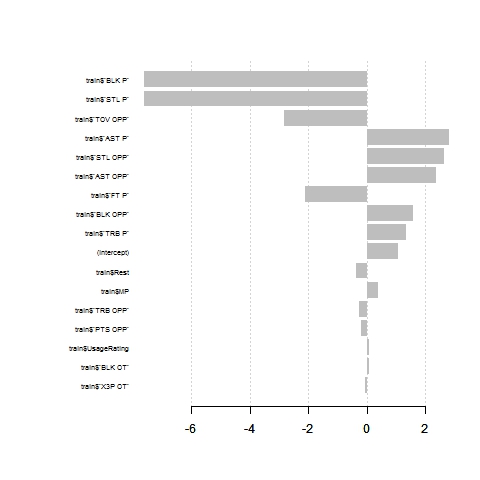 train$`BLK P`
train$`STL P`
train$`TOV OPP`
train$`AST P`
train$`STL OPP`
train$`AST OPP`
train$`FT P`
train$`BLK OPP`
train$`TRB P`
(Intercept)
train$Rest
train$MP
train$`TRB OPP`
train$`PTS OPP`
train$UsageRating
train$`BLK OT`
train$`X3P OT`
-6 -4 -2 0 2